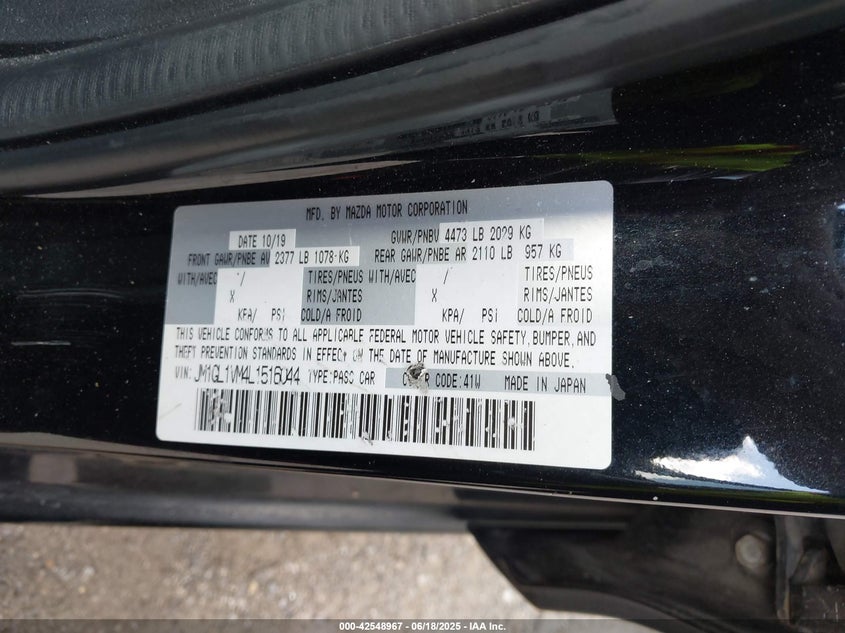 MFD. BY MAZDA MOTOR CORPORATION
DATE 10/19 GVWR/PNBV 4473 LB 2029 KG
FRONT GAWR/PNBE AV 2377 LB 1078 KG REAR GAWR/PNBE AR 2110 LB 957 KG
WITH/AVEC / TIRES/PNEUS WITH/AVEC / TIRES/PNEUS
X RIMS/JANTES X RIMS/JANTES
KPA/ PSI COLD/A FROID KPA/ PSI COLD/A FROID
THIS VEHICLE CONFORMS TO ALL APPLICABLE FEDERAL MOTOR VEHICLE SAFETY, BUMPER, AND
THEFT PREVENTION STANDARDS IN EFFECT ON THE DATE OF MANUFACTURE SHOWN ABOVE.
VIN: JM1GL1VM4L1516044 TYPE:PASS CAR COLOR CODE:41W MADE IN JAPAN
000-42548967 - 06/18/2025 - IAA Inc.